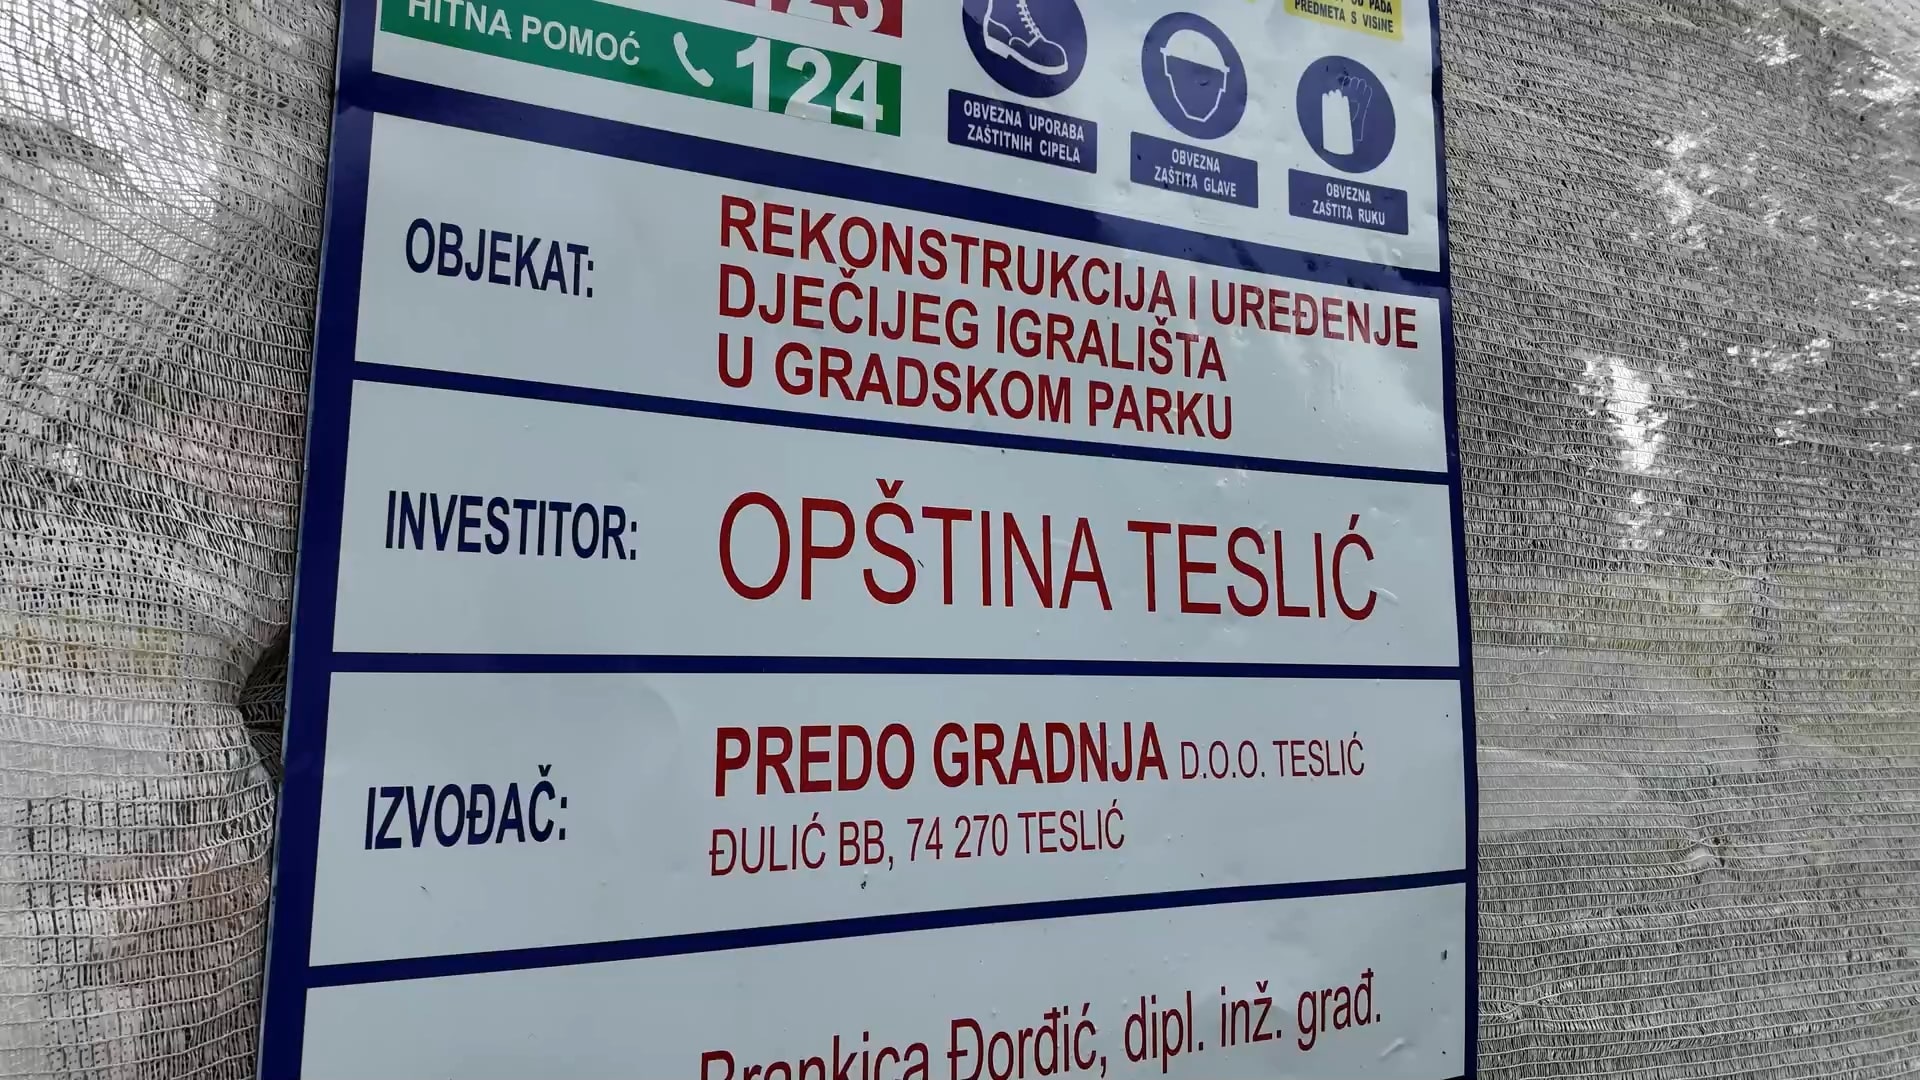 123
HITNA POMOĆ 124
PREDMETA S VISINE
OBVEZNA UPORABA
ZAŠTITNIH CIPELA
OBVEZNA
ZAŠTITA GLAVE
OBVEZNA
ZAŠTITA RUKU
OBJEKAT:
REKONSTRUKCIJA I UREĐENJE
DJEČIJEG IGRALIŠTA
U GRADSKOM PARKU
INVESTITOR:
OPŠTINA TESLIĆ
IZVOĐAČ:
PREDO GRADNJA D.O.O. TESLIĆ
ĐULIĆ BB, 74 270 TESLIĆ
Brankica Đorđić, dipl. inž. građ.